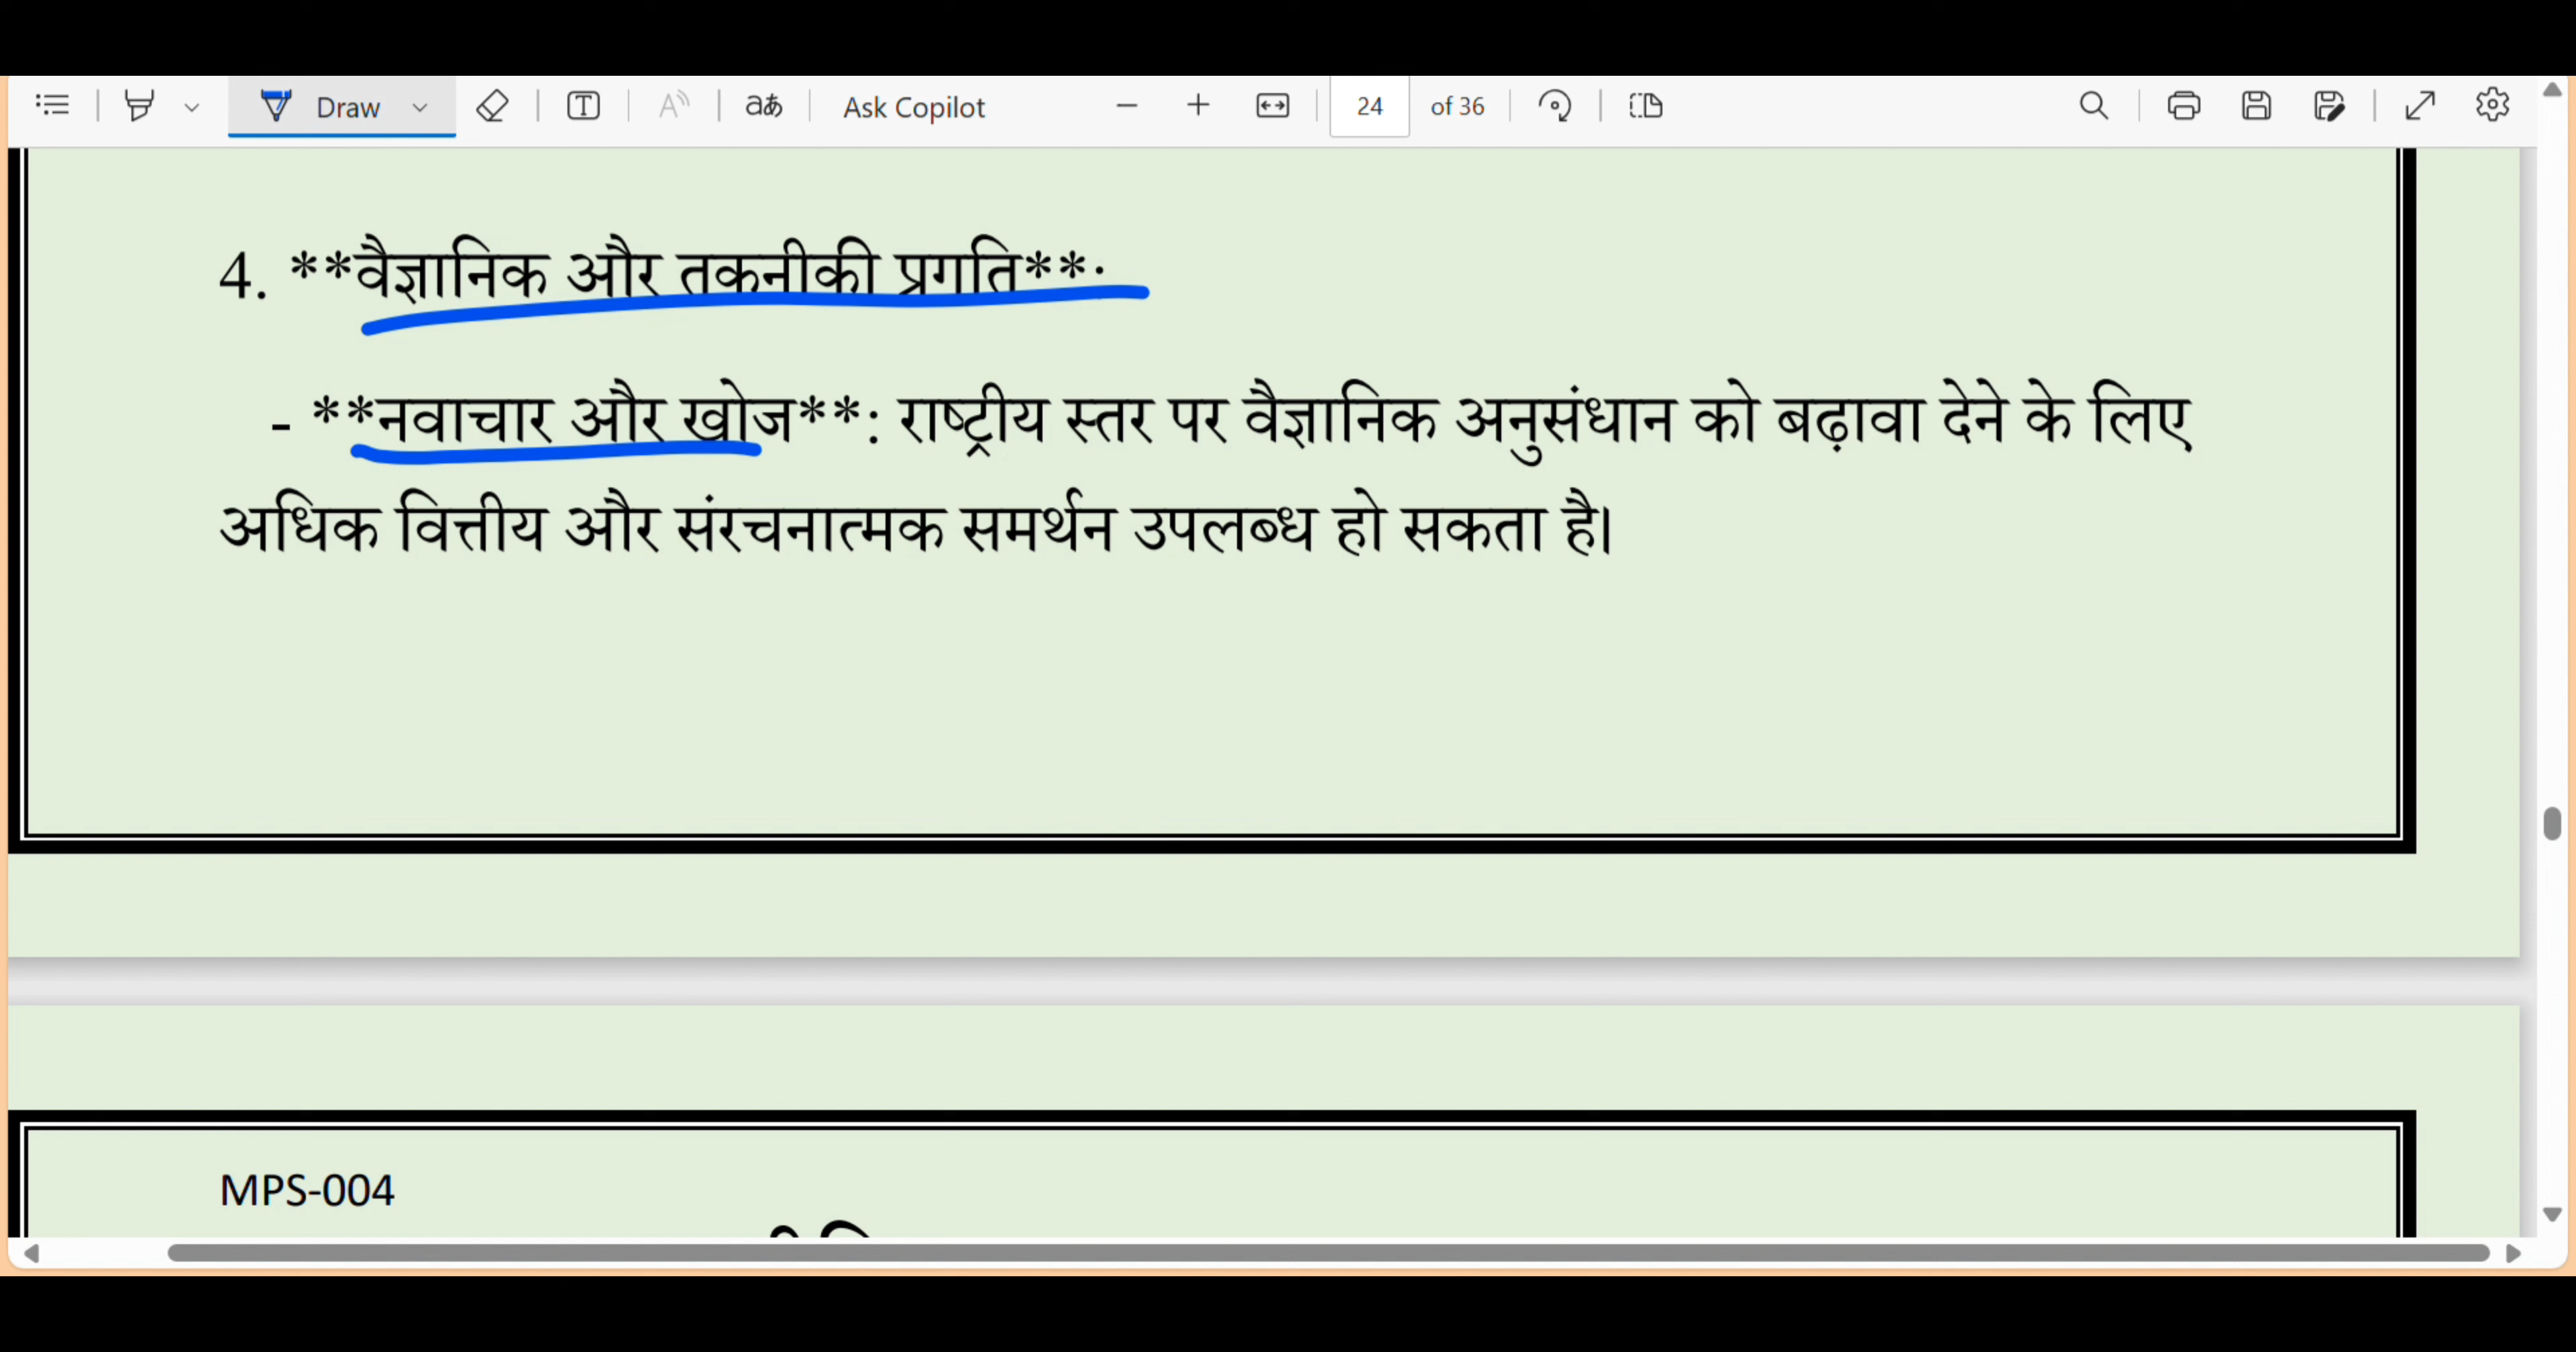 Draw
Ask Copilot
24 of 36
4. **वैज्ञानिक और तकनीकी प्रगति**:
- **नवाचार और खोज**: राष्ट्रीय स्तर पर वैज्ञानिक अनुसंधान को बढ़ावा देने के लिए
अधिक वित्तीय और संरचनात्मक समर्थन उपलब्ध हो सकता है।
MPS-004